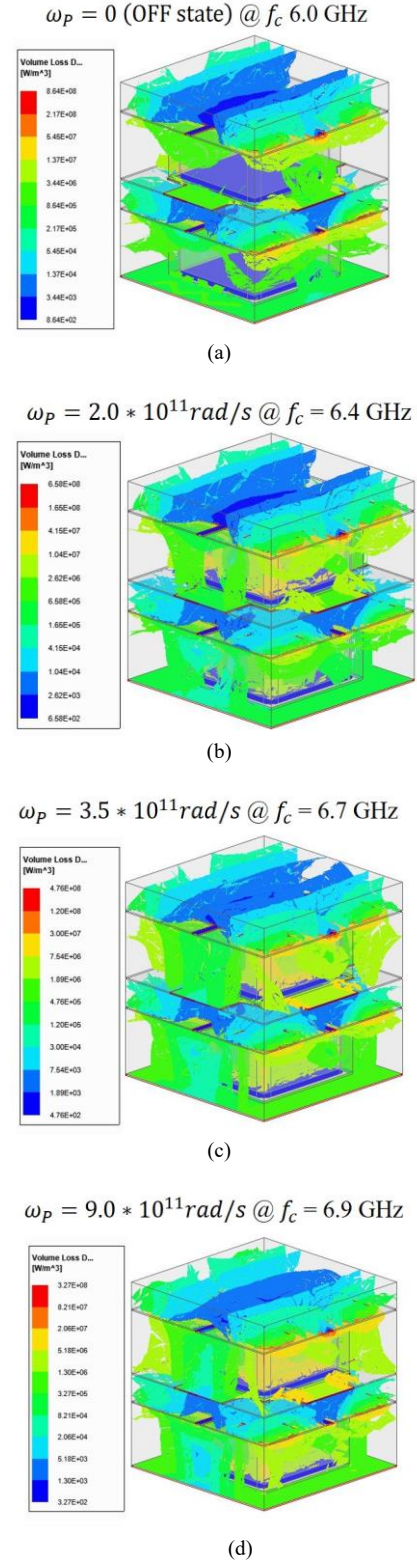 ω_P = 0 (OFF state) @ f_c 6.0 GHz
Volume Loss D...
[W/m^3]
8.64E+08
2.17E+08
5.45E+07
1.37E+07
3.44E+06
8.64E+05
2.17E+05
5.45E+04
1.37E+04
3.44E+03
8.64E+02
(a)
ω_P = 2.0 * 10^11 rad/s @ f_c = 6.4 GHz
Volume Loss D...
[W/m^3]
6.58E+08
1.65E+08
4.15E+07
1.04E+07
2.62E+06
6.58E+05
1.65E+05
4.15E+04
1.04E+04
2.62E+03
6.58E+02
(b)
ω_P = 3.5 * 10^11 rad/s @ f_c = 6.7 GHz
Volume Loss D...
[W/m^3]
4.76E+08
1.20E+08
3.00E+07
7.54E+06
1.89E+06
4.76E+05
1.20E+05
3.00E+04
7.54E+03
1.89E+03
4.76E+02
(c)
ω_P = 9.0 * 10^11 rad/s @ f_c = 6.9 GHz
Volume Loss D...
[W/m^3]
3.27E+08
8.21E+07
2.06E+07
5.18E+06
1.30E+06
3.27E+05
8.21E+04
2.06E+04
5.18E+03
1.30E+03
3.27E+02
(d)